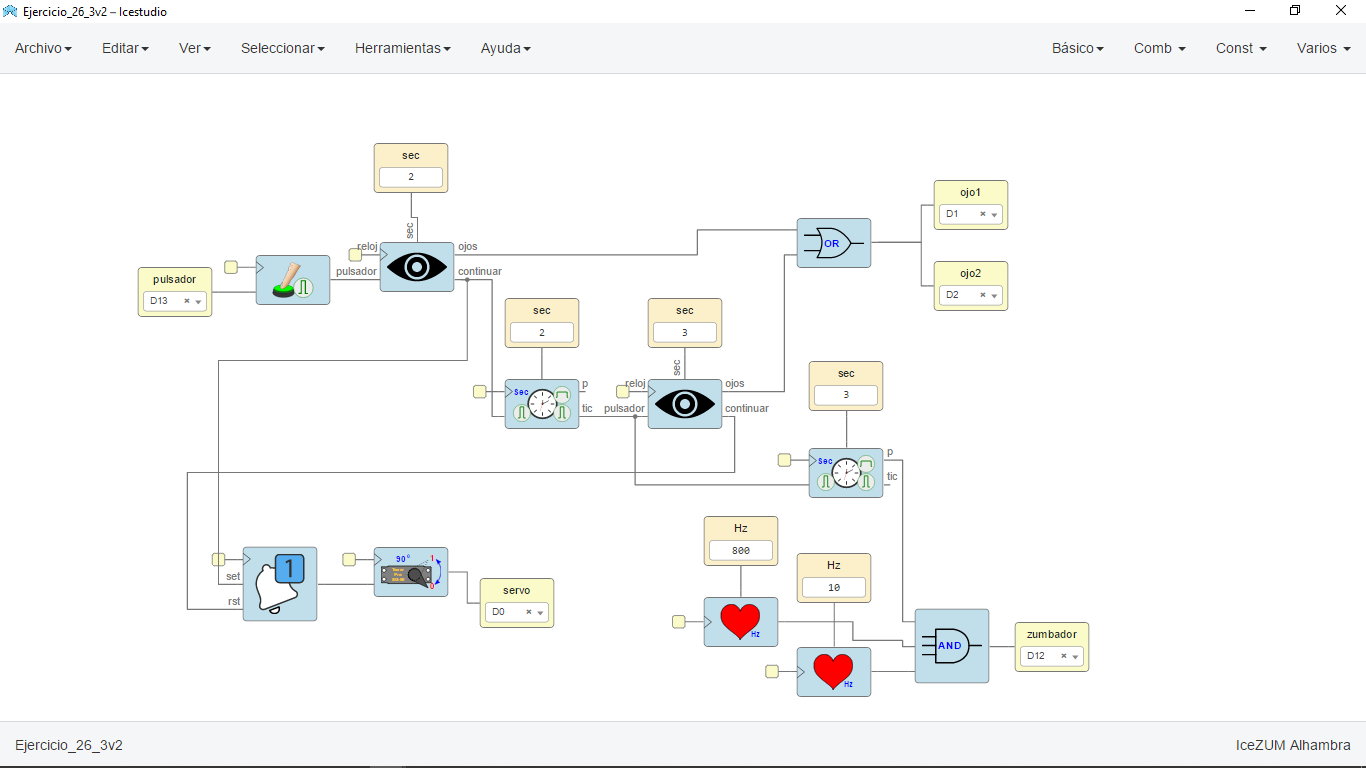 Ejercicio_26_3v2 – Icestudio
Archivo Editar Ver Seleccionar Herramientas Ayuda Básico Comb Const Varios
sec
2
sec
reloj
pulsador
ojos
continuar
pulsador
D13
OR
ojo1
D1
ojo2
D2
sec
2
Sec
p
tic
sec
3
sec
reloj
pulsador
ojos
continuar
sec
3
Sec
p
tic
set
rst
1
90°
1
0
servo
D0
Hz
800
Hz
Hz
10
Hz
AND
zumbador
D12
Ejercicio_26_3v2
IceZUM Alhambra